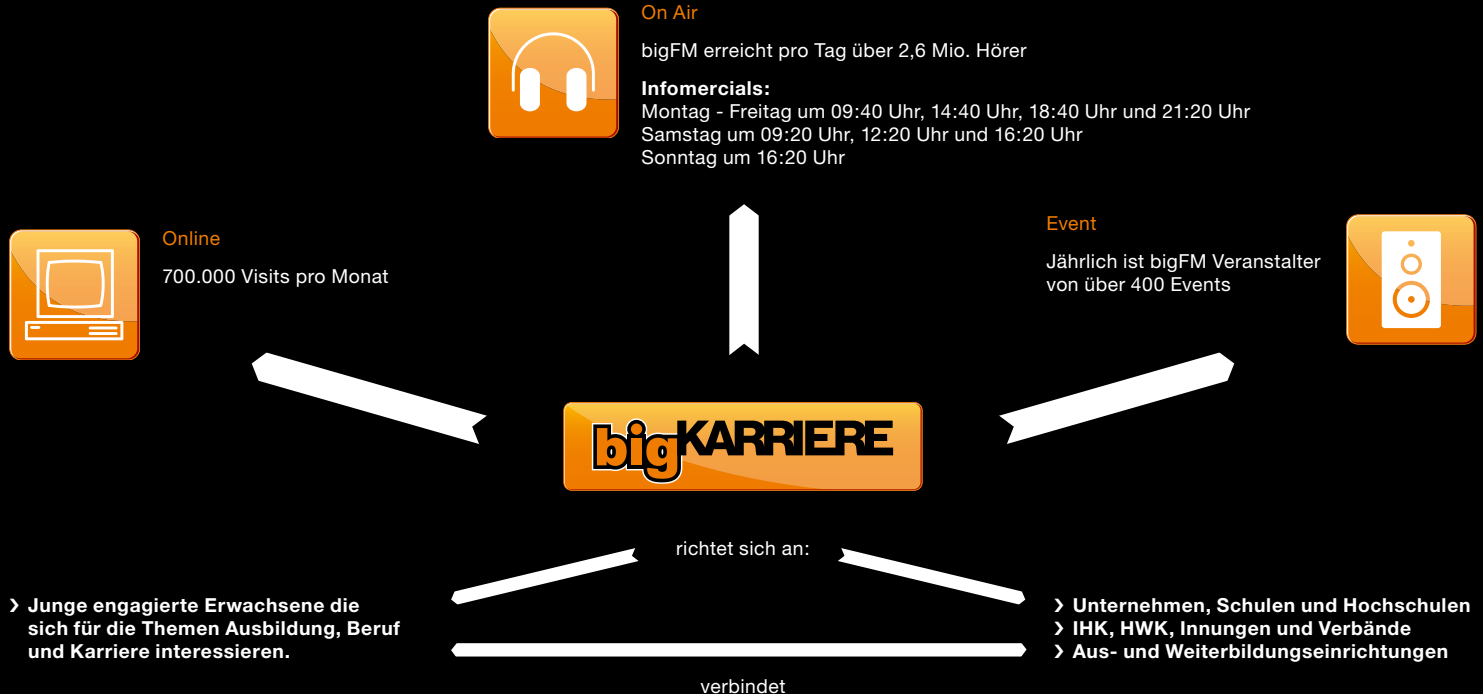 On Air
bigFM erreicht pro Tag über 2,6 Mio. Hörer
Infomercials:
Montag - Freitag um 09:40 Uhr, 14:40 Uhr, 18:40 Uhr und 21:20 Uhr
Samstag um 09:20 Uhr, 12:20 Uhr und 16:20 Uhr
Sonntag um 16:20 Uhr
Online
700.000 Visits pro Monat
Event
Jährlich ist bigFM Veranstalter
von über 400 Events
bigKARRIERE
richtet sich an:
› Junge engagierte Erwachsene die
sich für die Themen Ausbildung, Beruf
und Karriere interessieren.
› Unternehmen, Schulen und Hochschulen
› IHK, HWK, Innungen und Verbände
› Aus- und Weiterbildungseinrichtungen
verbindet